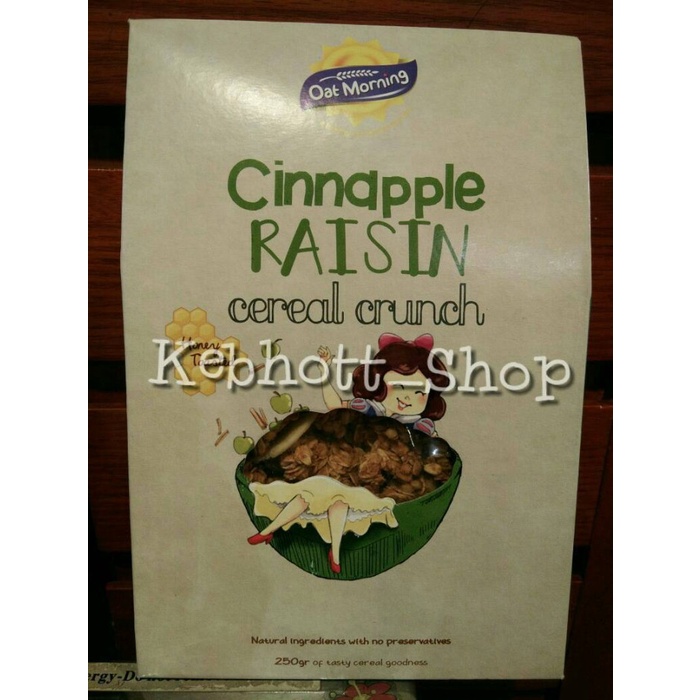 Oat Morning
Cinnapple
RAISIN
cereal crunch
Honey
Kebhott_Shop
Natural ingredients with no preservatives
250gr of tasty cereal goodness